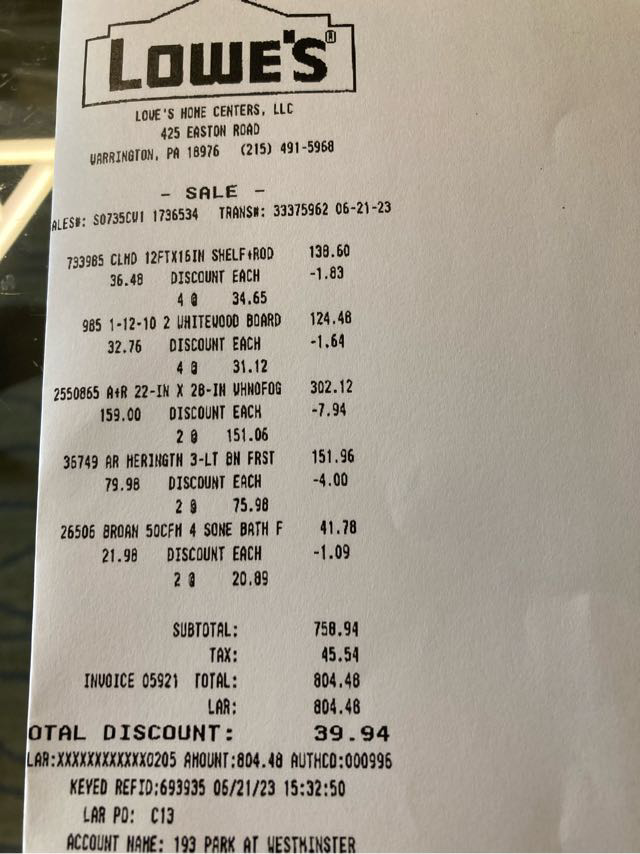 LOWE'S®
LOWE'S HOME CENTERS, LLC
425 EASTON ROAD
WARRINGTON, PA 18976 (215) 491-5968
- SALE -
ALES#: S0735CW1 1736534 TRANS#: 33375962 06-21-23
733985 CLMD 12FTX16IN SHELF+ROD 138.60
36.48 DISCOUNT EACH -1.83
4 @ 34.65
985 1-12-10 2 WHITEWOOD BOARD 124.48
32.76 DISCOUNT EACH -1.64
4 @ 31.12
2550865 A+R 22-IN X 28-IN WHNOFOG 302.12
159.00 DISCOUNT EACH -7.94
2 @ 151.06
36749 AR MERINGTN 3-LT BN FRST 151.96
79.98 DISCOUNT EACH -4.00
2 @ 75.98
26506 BROAN 50CFM 4 SONE BATH F 41.78
21.98 DISCOUNT EACH -1.09
2 @ 20.89
SUBTOTAL: 758.94
TAX: 45.54
INVOICE 05921 TOTAL: 804.48
LAR: 804.48
OTAL DISCOUNT: 39.94
LAR:XXXXXXXXXXXX0205 AMOUNT:804.48 AUTHCD:000996
KEYED REFID:693935 06/21/23 15:32:50
LAR PO: C13
ACCOUNT NAME: 193 PARK AT WESTMINSTER